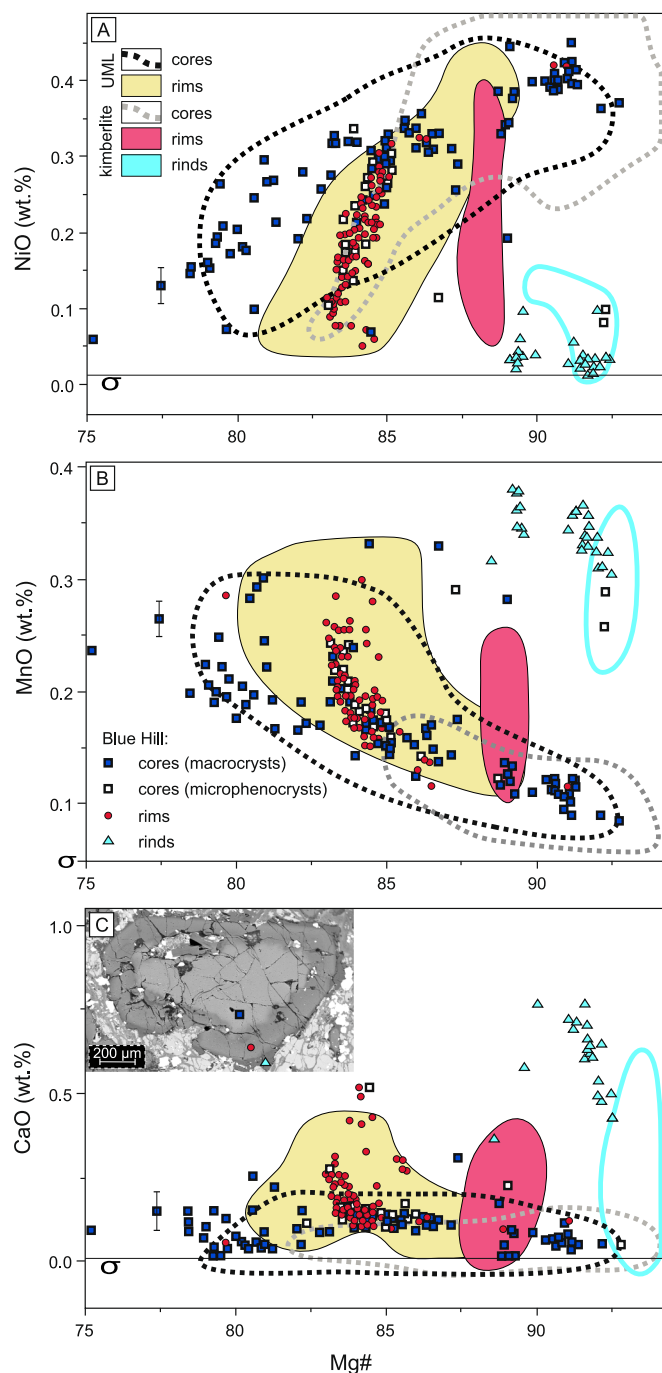 A
UML
cores
rims
kimberlite
cores
rims
rinds
NiO (wt.%)
0.4
0.3
0.2
0.1
0.0
σ
75
80
85
90
B
MnO (wt.%)
0.4
0.3
0.2
0.1
σ
Blue Hill:
cores (macrocrysts)
cores (microphenocrysts)
rims
rinds
75
80
85
90
C
200 µm
CaO (wt.%)
1.0
0.5
0.0
σ
75
80
85
90
Mg#